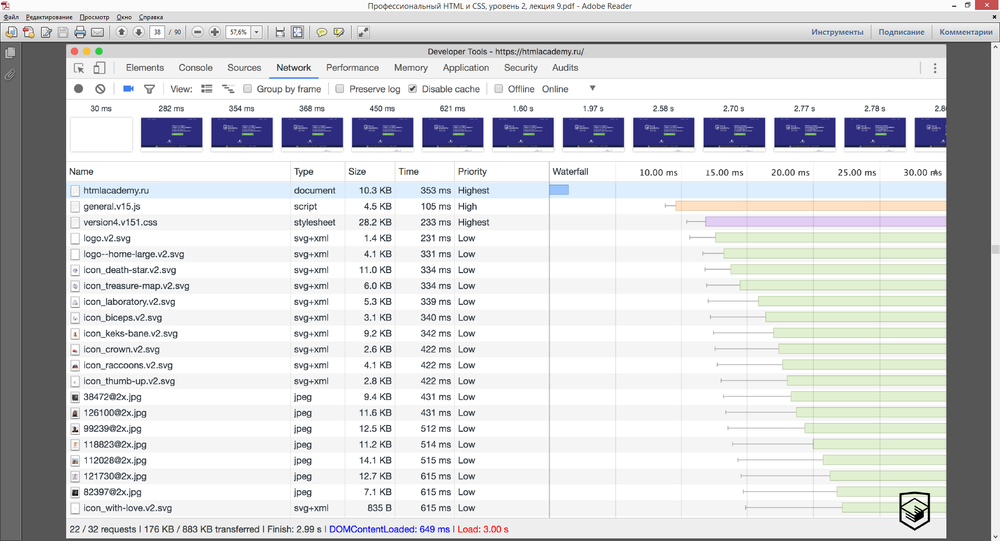 Профессиональный HTML и CSS, уровень 2, лекция 9.pdf - Adobe Reader
Файл Редактирование Просмотр Окно Справка
38 / 90 57,6% Инструменты Подписание Комментарии
Developer Tools - https://htmlacademy.ru/
Elements Console Sources Network Performance Memory Application Security Audits
View: Group by frame Preserve log Disable cache Offline Online
30 ms 282 ms 354 ms 368 ms 450 ms 621 ms 1.60 s 1.97 s 2.58 s 2.70 s 2.77 s 2.78 s
Name Type Size Time Priority Waterfall 10.00 ms 15.00 ms 20.00 ms 25.00 ms 30.00 ms
htmlacademy.ru document 10.3 KB 353 ms Highest
general.v15.js script 4.5 KB 105 ms High
version4.v151.css stylesheet 28.2 KB 233 ms Highest
logo.v2.svg svg+xml 1.4 KB 231 ms Low
logo--home-large.v2.svg svg+xml 4.1 KB 331 ms Low
icon_death-star.v2.svg svg+xml 11.0 KB 334 ms Low
icon_treasure-map.v2.svg svg+xml 6.0 KB 334 ms Low
icon_laboratory.v2.svg svg+xml 5.3 KB 339 ms Low
icon_biceps.v2.svg svg+xml 3.1 KB 340 ms Low
icon_keks-bane.v2.svg svg+xml 9.2 KB 342 ms Low
icon_crown.v2.svg svg+xml 2.6 KB 422 ms Low
icon_raccoons.v2.svg svg+xml 4.1 KB 422 ms Low
icon_thumb-up.v2.svg svg+xml 2.8 KB 422 ms Low
38472@2x.jpg jpeg 9.4 KB 431 ms Low
126100@2x.jpg jpeg 11.6 KB 431 ms Low
99239@2x.jpg jpeg 12.5 KB 512 ms Low
118823@2x.jpg jpeg 11.2 KB 514 ms Low
112028@2x.jpg jpeg 14.1 KB 515 ms Low
121730@2x.jpg jpeg 12.7 KB 615 ms Low
82397@2x.jpg jpeg 7.1 KB 615 ms Low
icon_with-love.v2.svg svg+xml 835 B 615 ms Low
22 / 32 requests | 176 KB / 883 KB transferred | Finish: 2.99 s | DOMContentLoaded: 649 ms | Load: 3.00 s